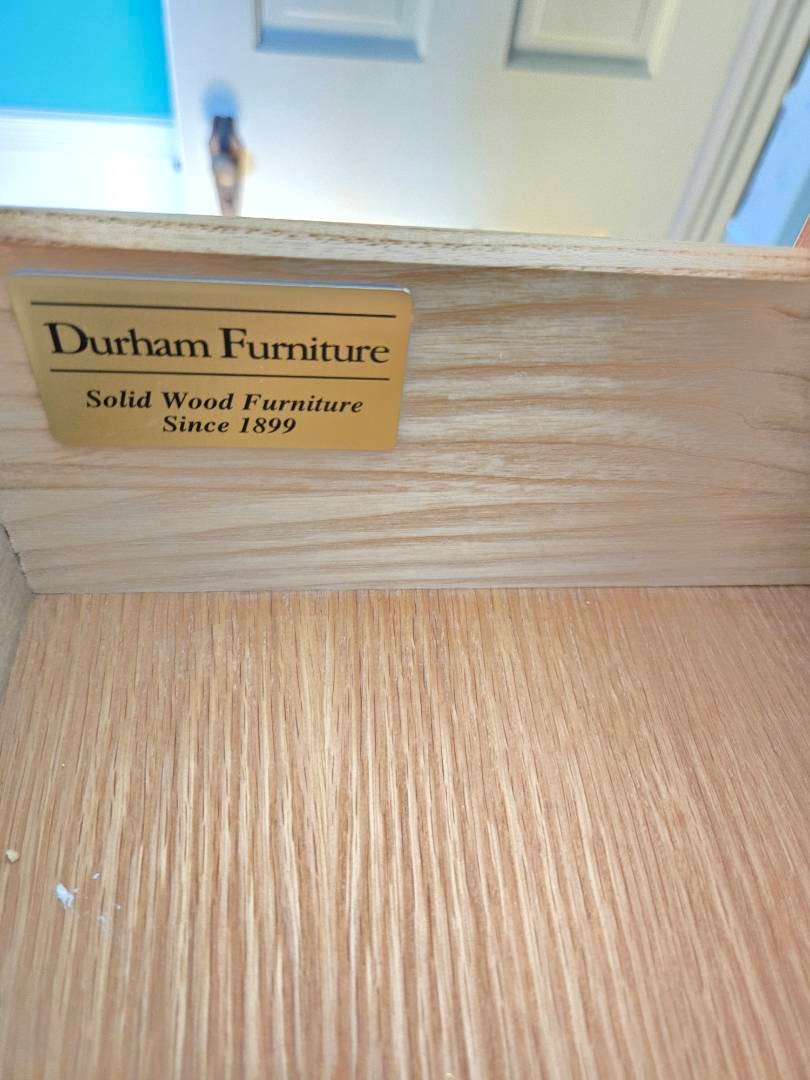 Durham Furniture
Solid Wood Furniture
Since 1899